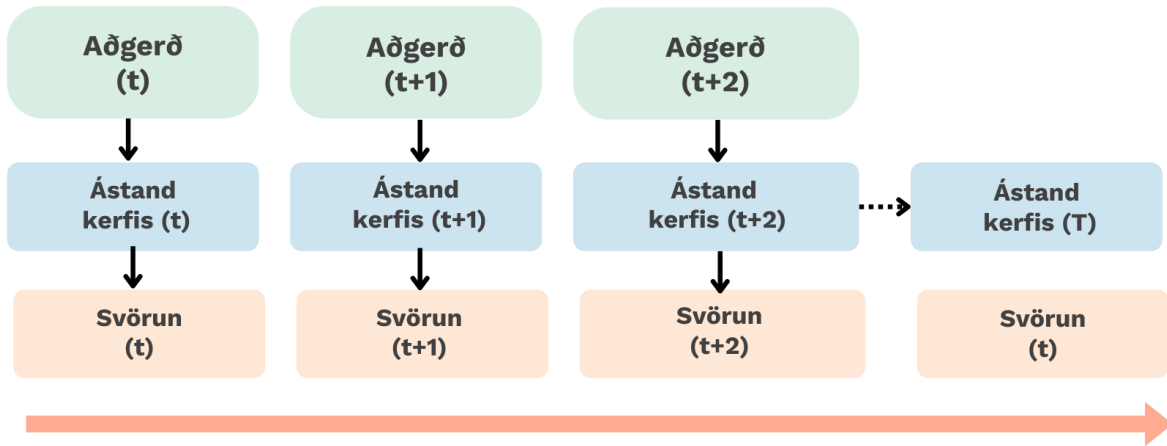 Aðgerð
(t)
Aðgerð
(t+1)
Aðgerð
(t+2)
Ástand
kerfis (t)
Ástand
kerfis (t+1)
Ástand
kerfis (t+2)
Ástand
kerfis (T)
Svörun
(t)
Svörun
(t+1)
Svörun
(t+2)
Svörun
(t)